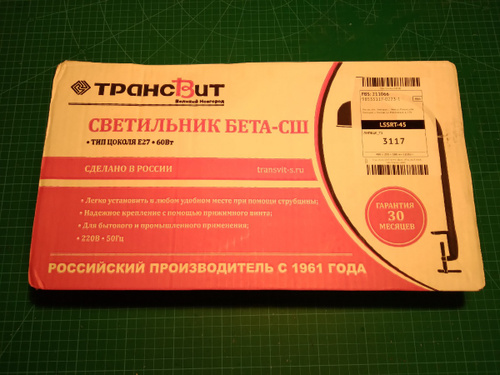 ТРАНСВИТ
Великий Новгород
СВЕТИЛЬНИК БЕТА-СШ
• ТИП ЦОКОЛЯ Е27 • 60Вт
СДЕЛАНО В РОССИИ
transvit-s.ru
• Легко установить в любом удобном месте при помощи струбцины;
• Надежное крепление с помощью прижимного винта;
• Для бытового и промышленного применения;
• 220В • 50Гц
РОССИЙСКИЙ ПРОИЗВОДИТЕЛЬ С 1961 ГОДА
LSSRT-45
3117
ГАРАНТИЯ
30
МЕСЯЦЕВ